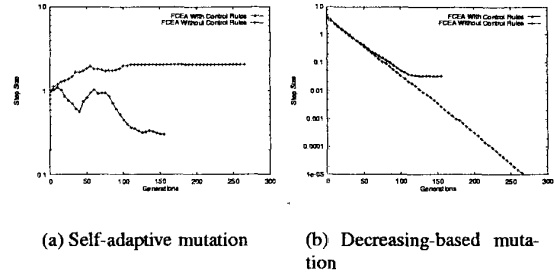 FCEA With Control Rules
FCEA Without Control Rules
10
1
0.1
Step Size
0 50 100 150 200 250 300
Generations
FCEA With Control Rules
FCEA Without Control Rules
10
1
0.1
0.01
0.001
0.0001
1e-05
Step Size
0 50 100 150 200 250 300
Generations
(a) Self-adaptive mutation
(b) Decreasing-based muta-
tion